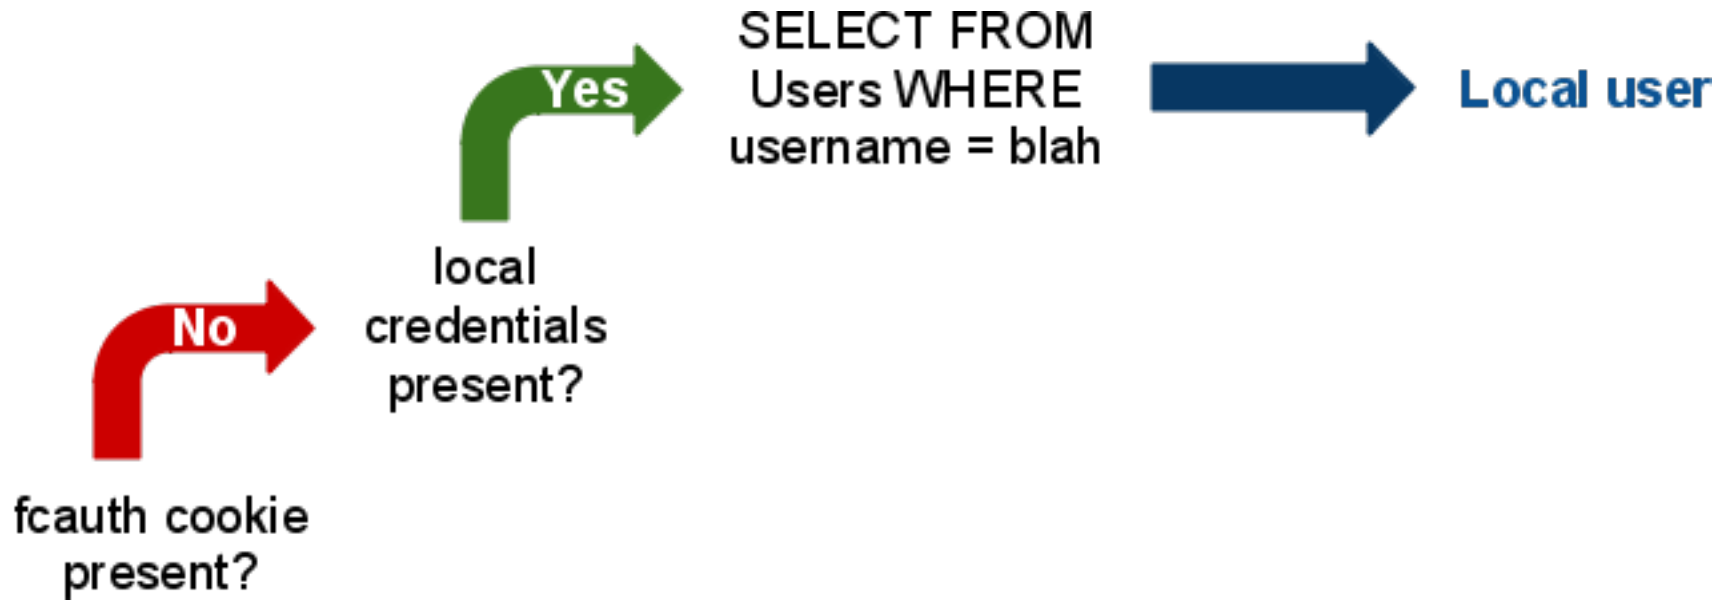 SELECT FROM
Users WHERE
username = blah
Yes
Local user
local
credentials
present?
No
fcauth cookie
present?